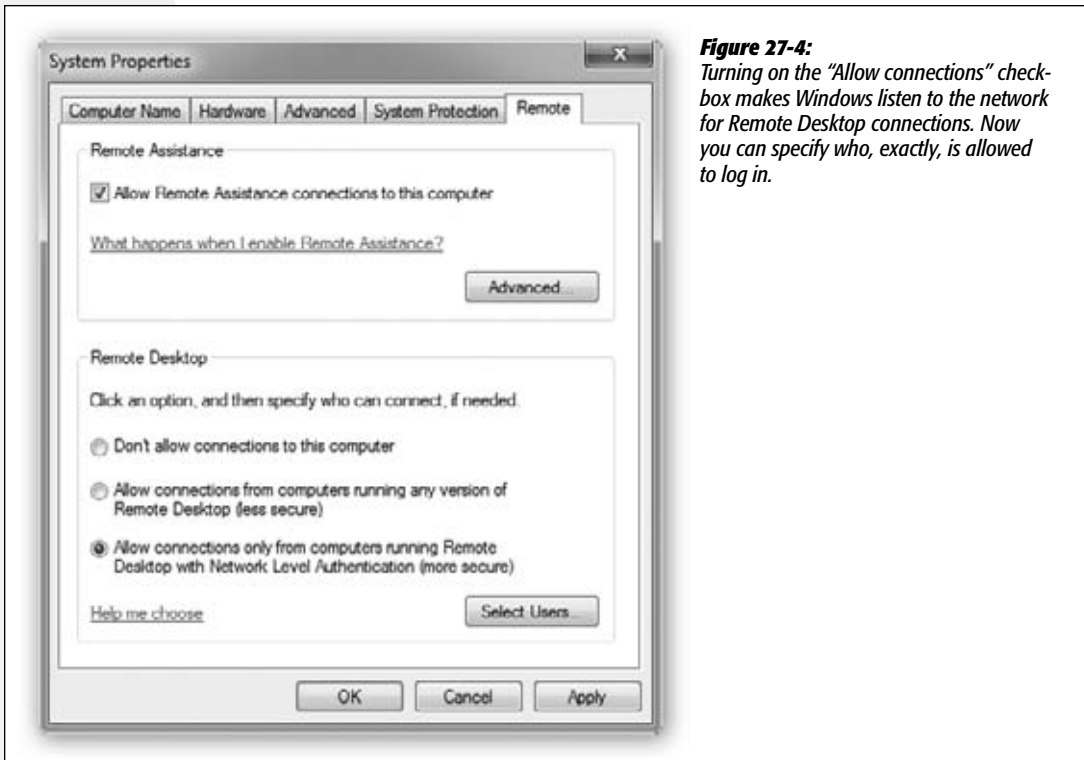 System Properties
Computer Name
Hardware
Advanced
System Protection
Remote
Remote Assistance
Allow Remote Assistance connections to this computer
What happens when I enable Remote Assistance?
Advanced...
Remote Desktop
Click an option, and then specify who can connect, if needed.
Don't allow connections to this computer
Allow connections from computers running any version of
Remote Desktop (less secure)
Allow connections only from computers running Remote
Desktop with Network Level Authentication (more secure)
Help me choose
Select Users...
OK
Cancel
Apply
Figure 27-4:
Turning on the “Allow connections” check-
box makes Windows listen to the network
for Remote Desktop connections. Now
you can specify who, exactly, is allowed
to log in.